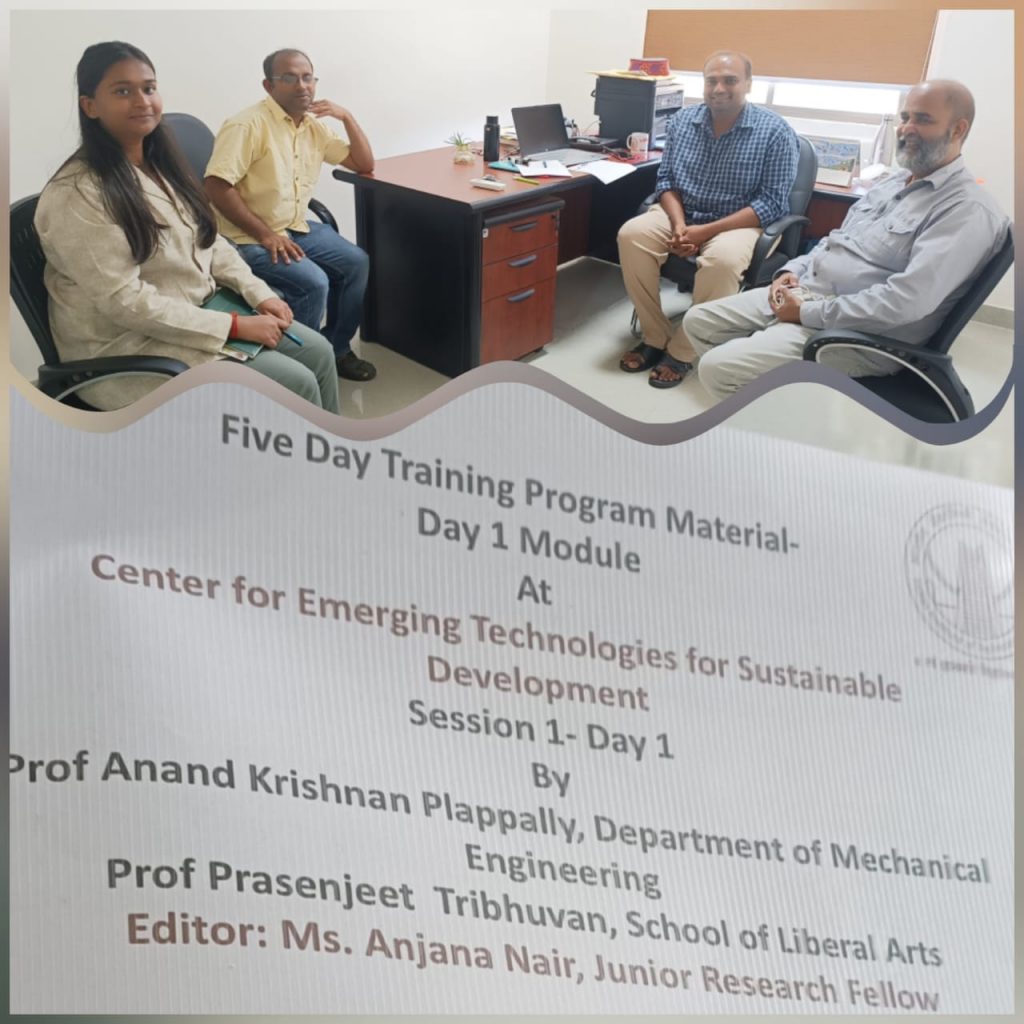 Five Day Training Program Material-
Day 1 Module
At
Center for Emerging Technologies for Sustainable
Development
Session 1- Day 1
By
Prof Anand Krishnan Plappally, Department of Mechanical
Engineering
Prof Prasenjeet Tribhuvan, School of Liberal Arts
Editor: Ms. Anjana Nair, Junior Research Fellow